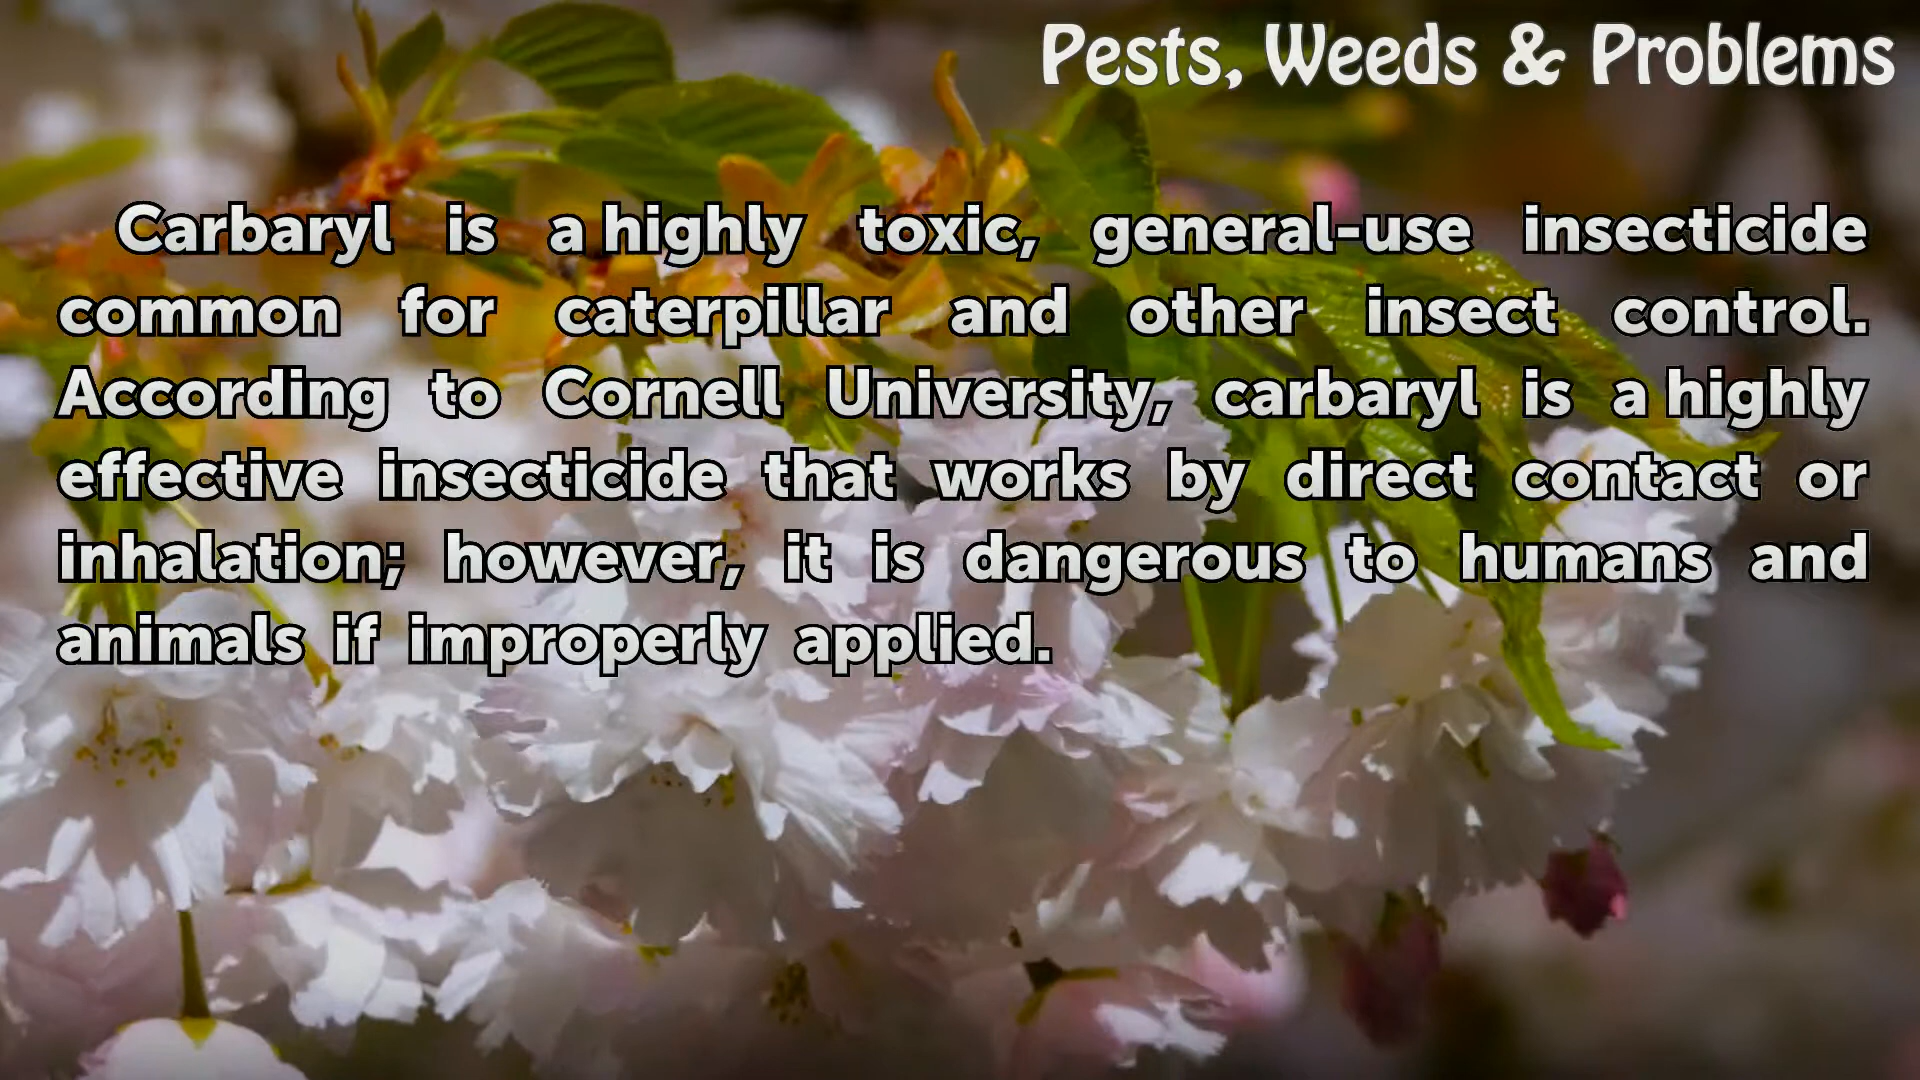 Pests, Weeds & Problems
Carbaryl is a highly toxic, general-use insecticide
common for caterpillar and other insect control.
According to Cornell University, carbaryl is a highly
effective insecticide that works by direct contact or
inhalation; however, it is dangerous to humans and
animals if improperly applied.